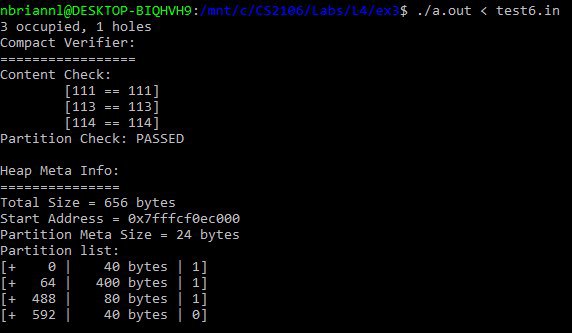 nbriannl@DESKTOP-BIQHVH9:/mnt/c/CS2106/Labs/L4/ex3$ ./a.out < test6.in
3 occupied, 1 holes
Compact Verifier:
=================
Content Check:
        [111 == 111]
        [113 == 113]
        [114 == 114]
Partition Check: PASSED

Heap Meta Info:
===============
Total Size = 656 bytes
Start Address = 0x7fffcf0ec000
Partition Meta Size = 24 bytes
Partition list:
[+    0 |    40 bytes | 1]
[+   64 |   400 bytes | 1]
[+  488 |    80 bytes | 1]
[+  592 |    40 bytes | 0]